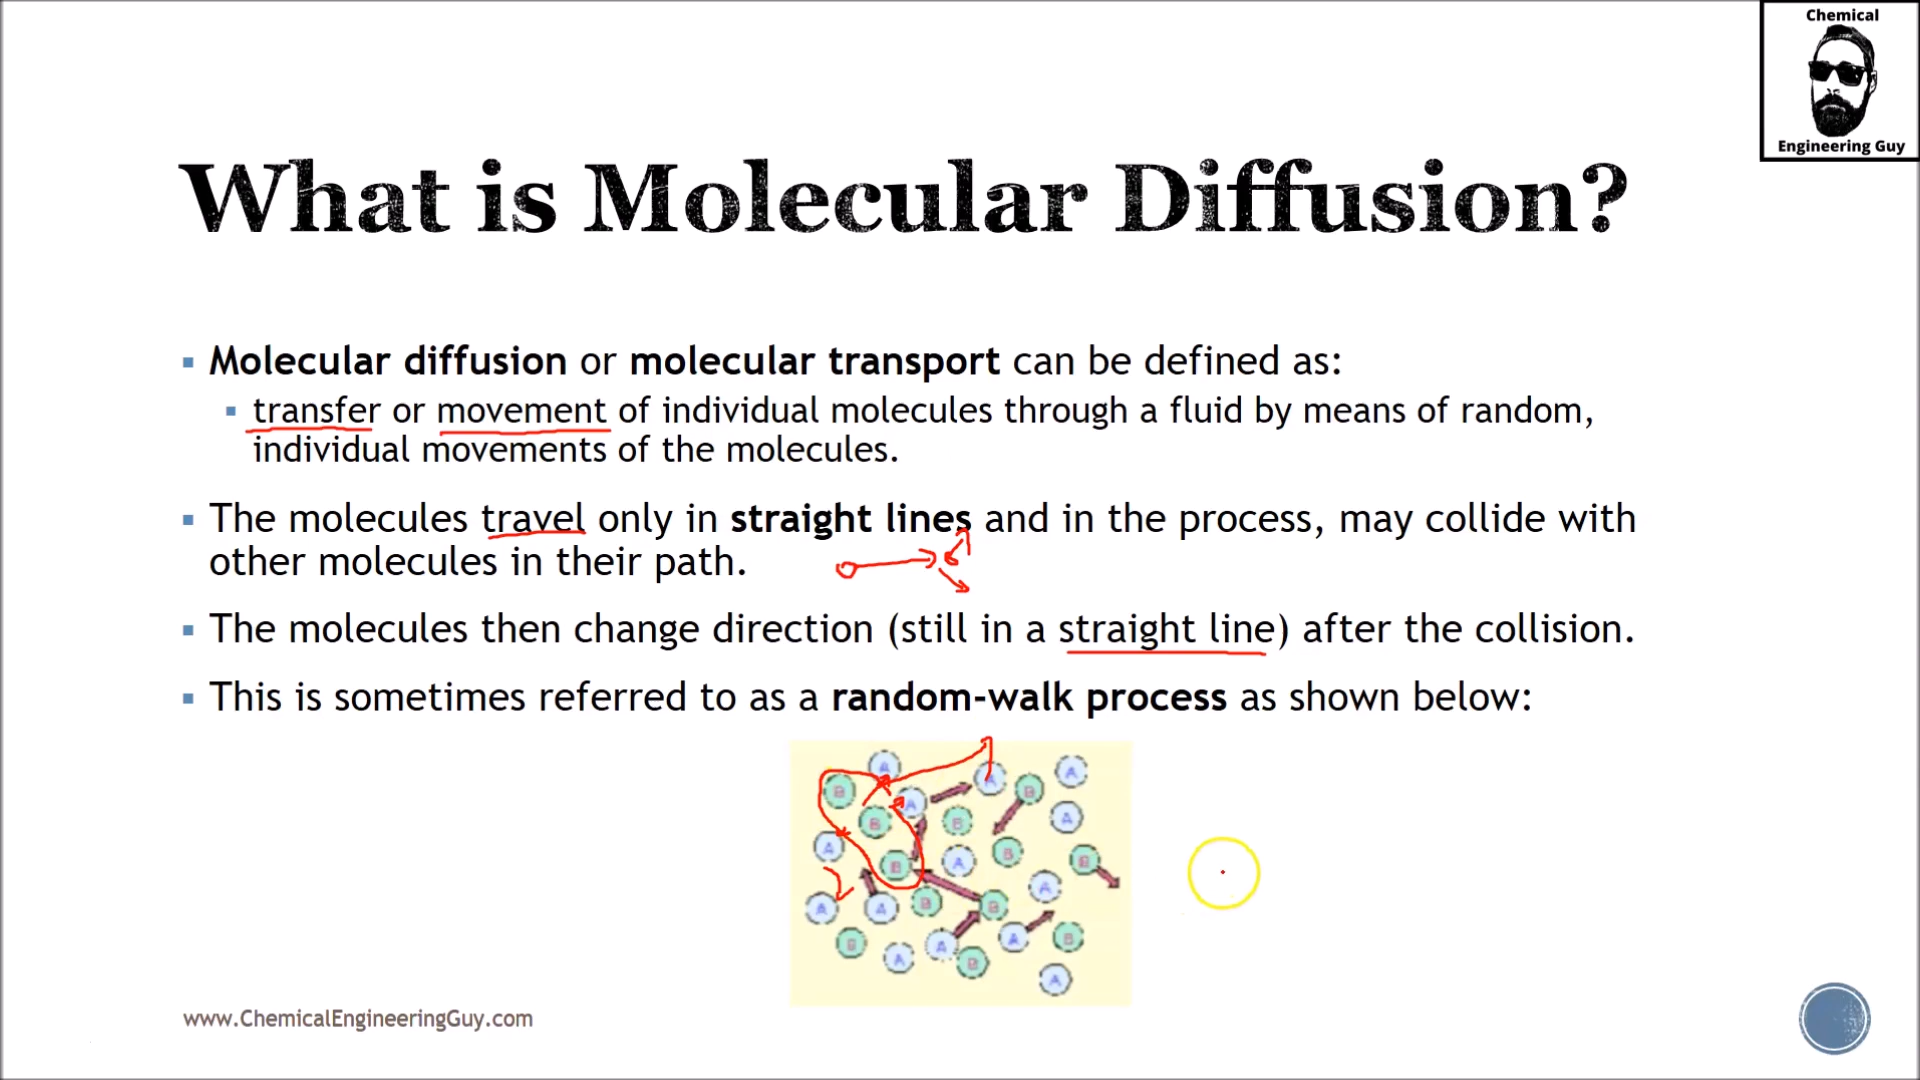 Chemical
Engineering Guy
What is Molecular Diffusion?
Molecular diffusion or molecular transport can be defined as:
transfer or movement of individual molecules through a fluid by means of random,
individual movements of the molecules.
The molecules travel only in straight lines and in the process, may collide with
other molecules in their path.
The molecules then change direction (still in a straight line) after the collision.
This is sometimes referred to as a random-walk process as shown below:
A A A
B A B
B B A
A B
B A B
A
A A B B
A A B
B A B
A
www.ChemicalEngineeringGuy.com